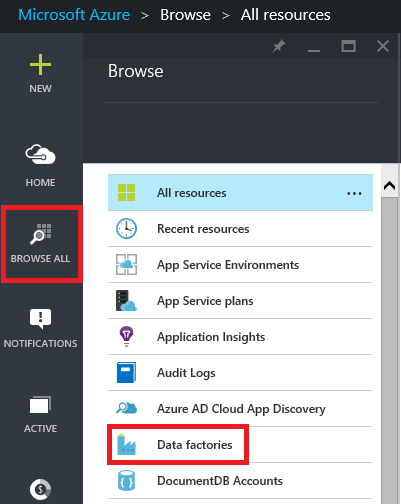 Microsoft Azure > Browse > All resources
Browse
NEW
HOME
BROWSE ALL
NOTIFICATIONS
ACTIVE
All resources ...
Recent resources
App Service Environments
App Service plans
Application Insights
Audit Logs
Azure AD Cloud App Discovery
Data factories
DocumentDB Accounts